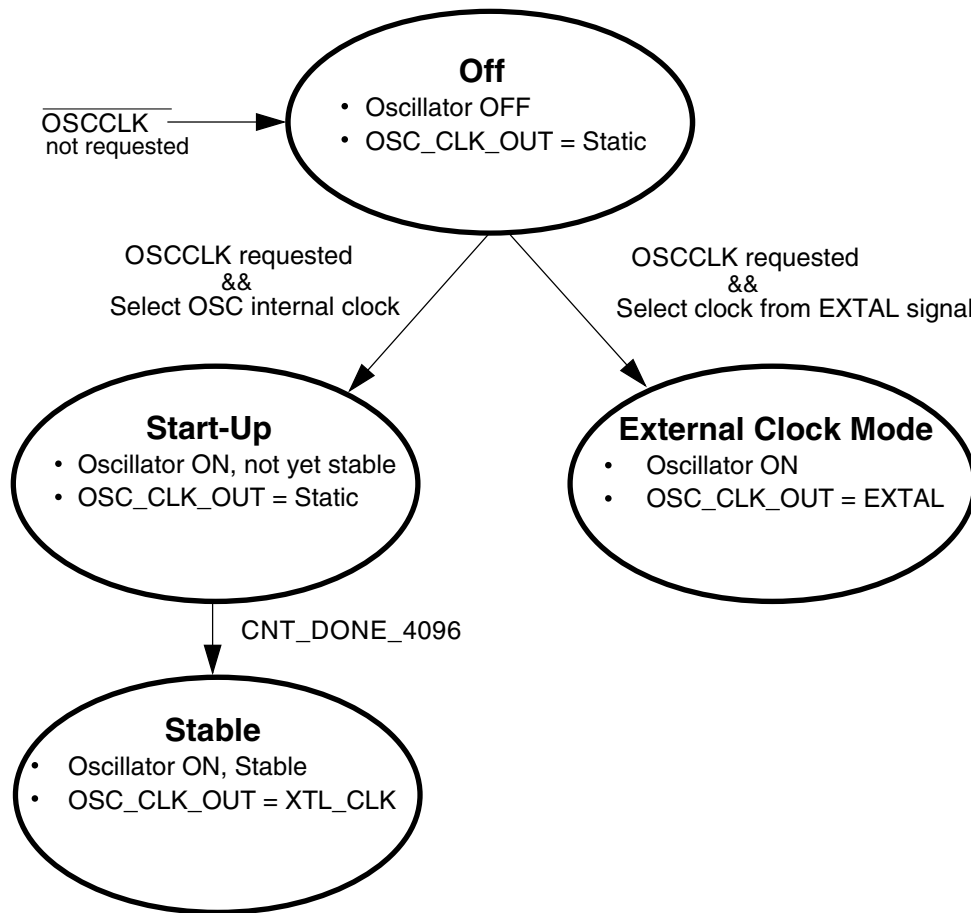 Off
• Oscillator OFF
• OSC_CLK_OUT = Static
OSCCLK
not requested
OSCCLK requested
&&
Select OSC internal clock
OSCCLK requested
&&
Select clock from EXTAL signal
Start-Up
• Oscillator ON, not yet stable
• OSC_CLK_OUT = Static
External Clock Mode
• Oscillator ON
• OSC_CLK_OUT = EXTAL
CNT_DONE_4096
Stable
• Oscillator ON, Stable
• OSC_CLK_OUT = XTL_CLK